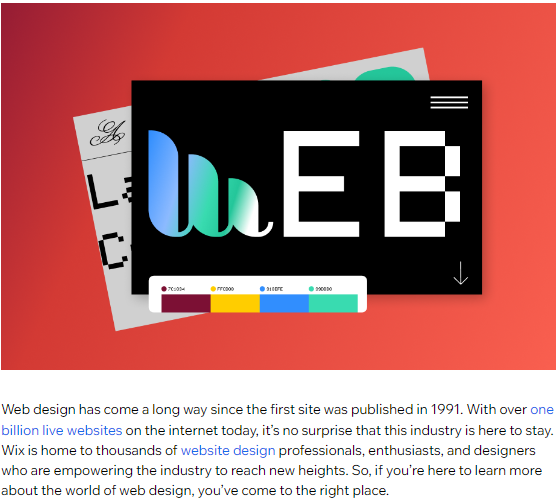 WEB
Web design has come a long way since the first site was published in 1991. With over one
billion live websites on the internet today, it's no surprise that this industry is here to stay.
Wix is home to thousands of website design professionals, enthusiasts, and designers
who are empowering the industry to reach new heights. So, if you're here to learn more
about the world of web design, you've come to the right place.